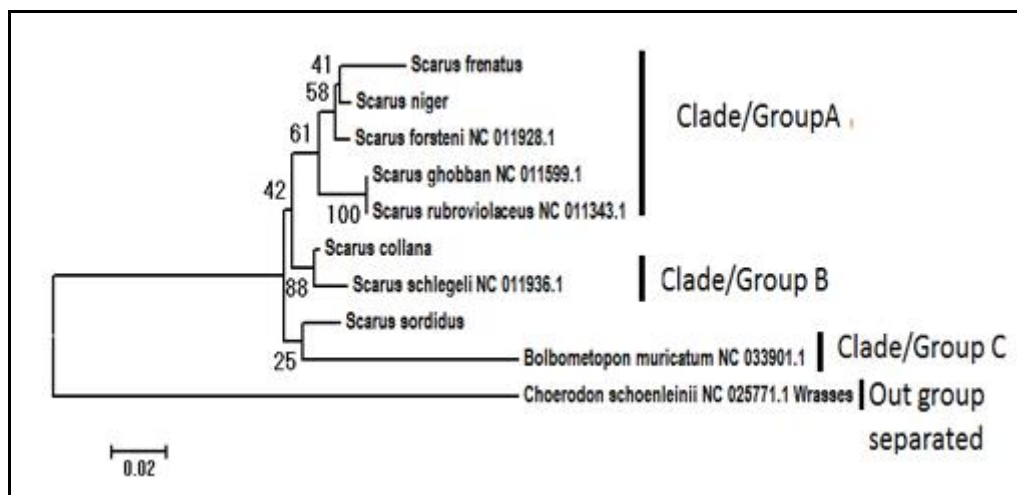 41
Scarus frenatus
58
Scarus niger
Clade/GroupA
61
Scarus forsteni NC 011928.1
Scarus ghobban NC 011599.1
42
100
Scarus rubroviolaceus NC 011343.1
Scarus collana
88
Scarus schlegeli NC 011936.1
Clade/Group B
Scarus sordidus
25
Bolbometopon muricatum NC 033901.1
Clade/Group C
Choerodon schoenleinii NC 025771.1 Wrasses
Out group
separated
0.02